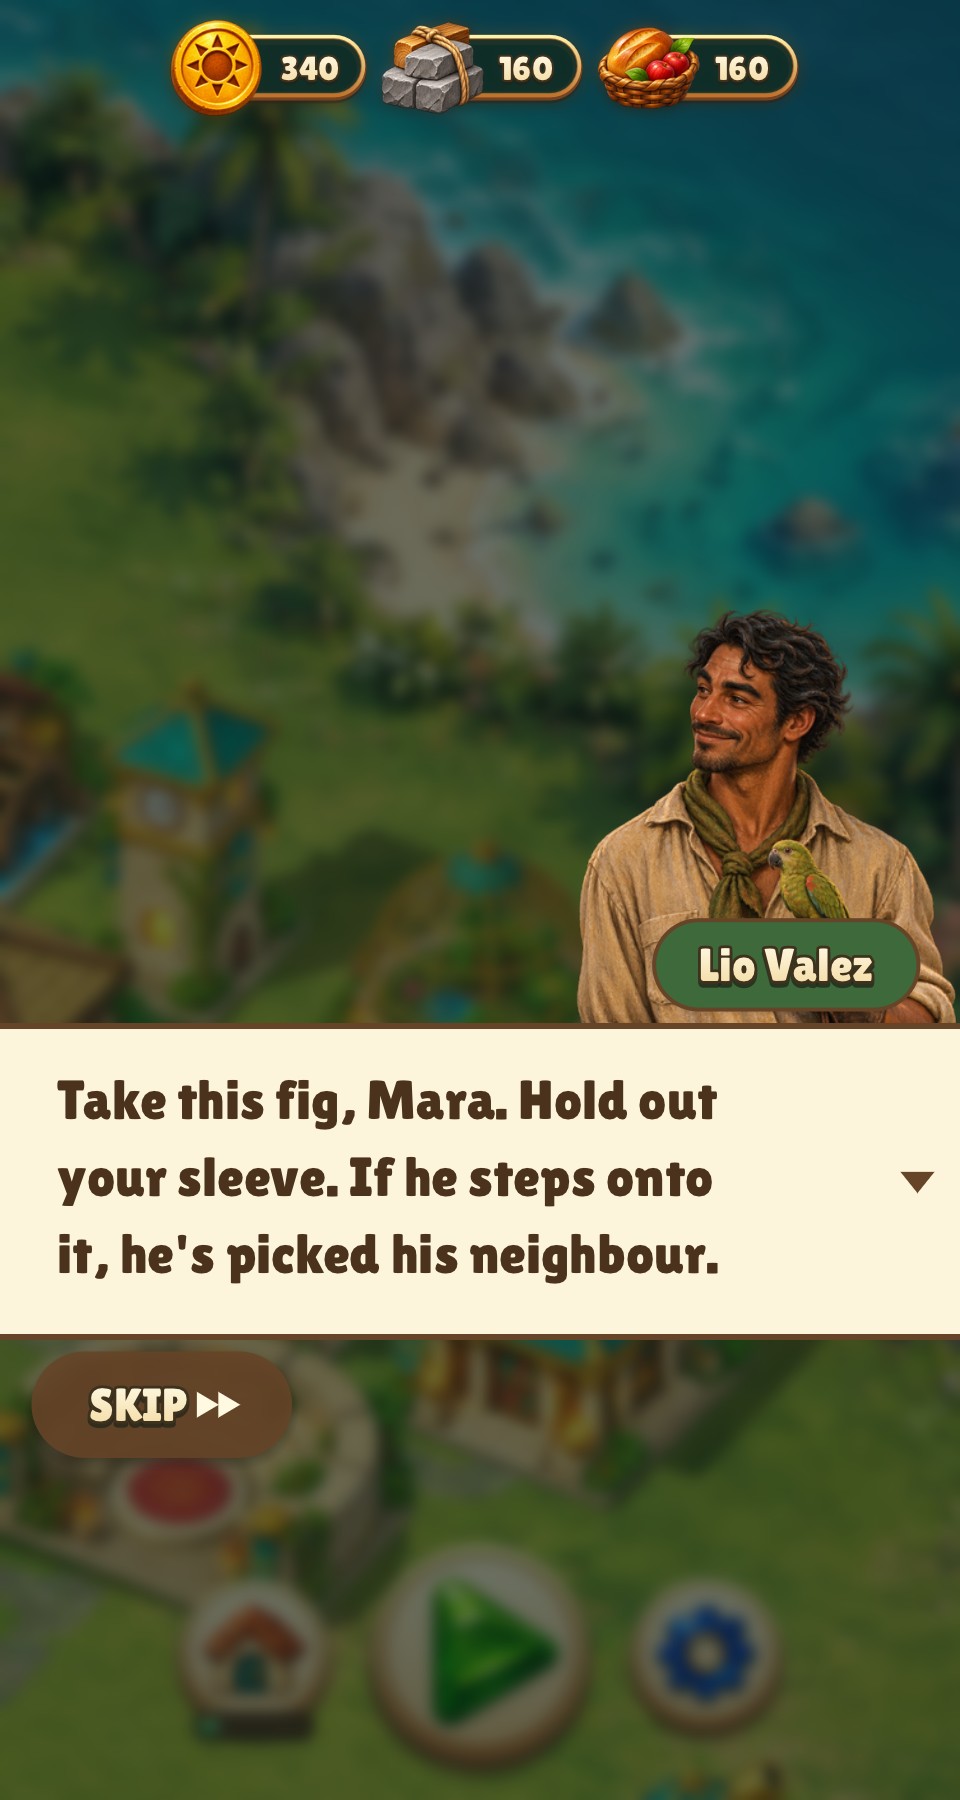 340
160
160
Lio Valez
Take this fig, Mara. Hold out
your sleeve. If he steps onto
it, he's picked his neighbour.
SKIP